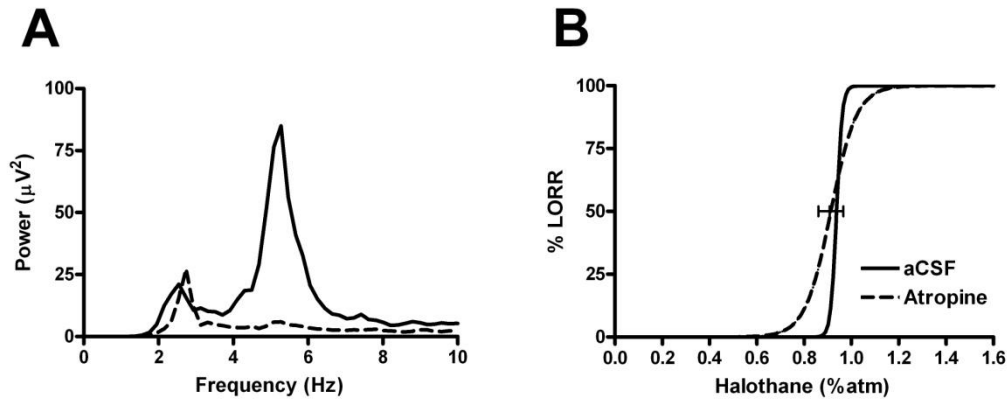 A
100
75
50
25
0
Power (μV²)
0 2 4 6 8 10
Frequency (Hz)
B
100
75
50
25
0
% LORR
aCSF
Atropine
0.0 0.2 0.4 0.6 0.8 1.0 1.2 1.4 1.6
Halothane (%atm)